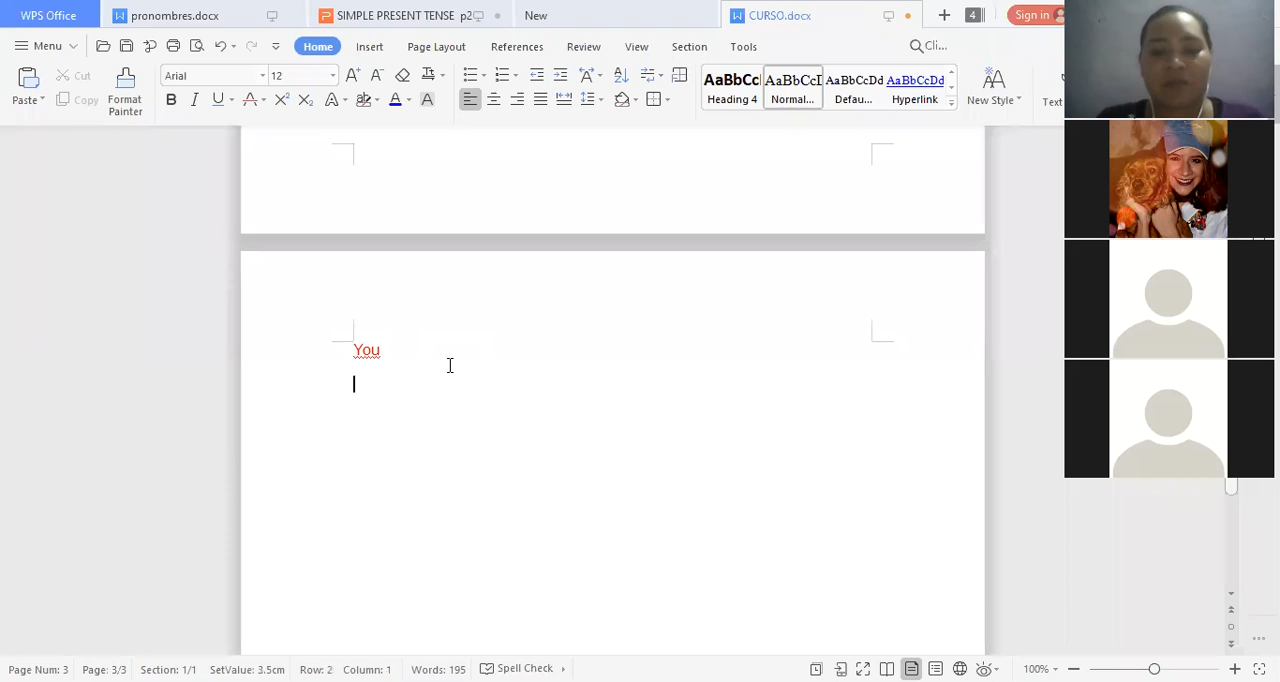 WPS Office pronombres.docx SIMPLE PRESENT TENSE p2 New CURSO.docx 4 Sign in
Menu Home Insert Page Layout References Review View Section Tools Cli...
Paste Cut Copy Format Painter Arial 12 AaBbCcl AaBbCcD AaBbCcDd AaBbCcDd New Style Text
Heading 4 Normal... Defau... Hyperlink
You
Page Num: 3 Page: 3/3 Section: 1/1 SetValue: 3.5cm Row: 2 Column: 1 Words: 195 Spell Check 100%